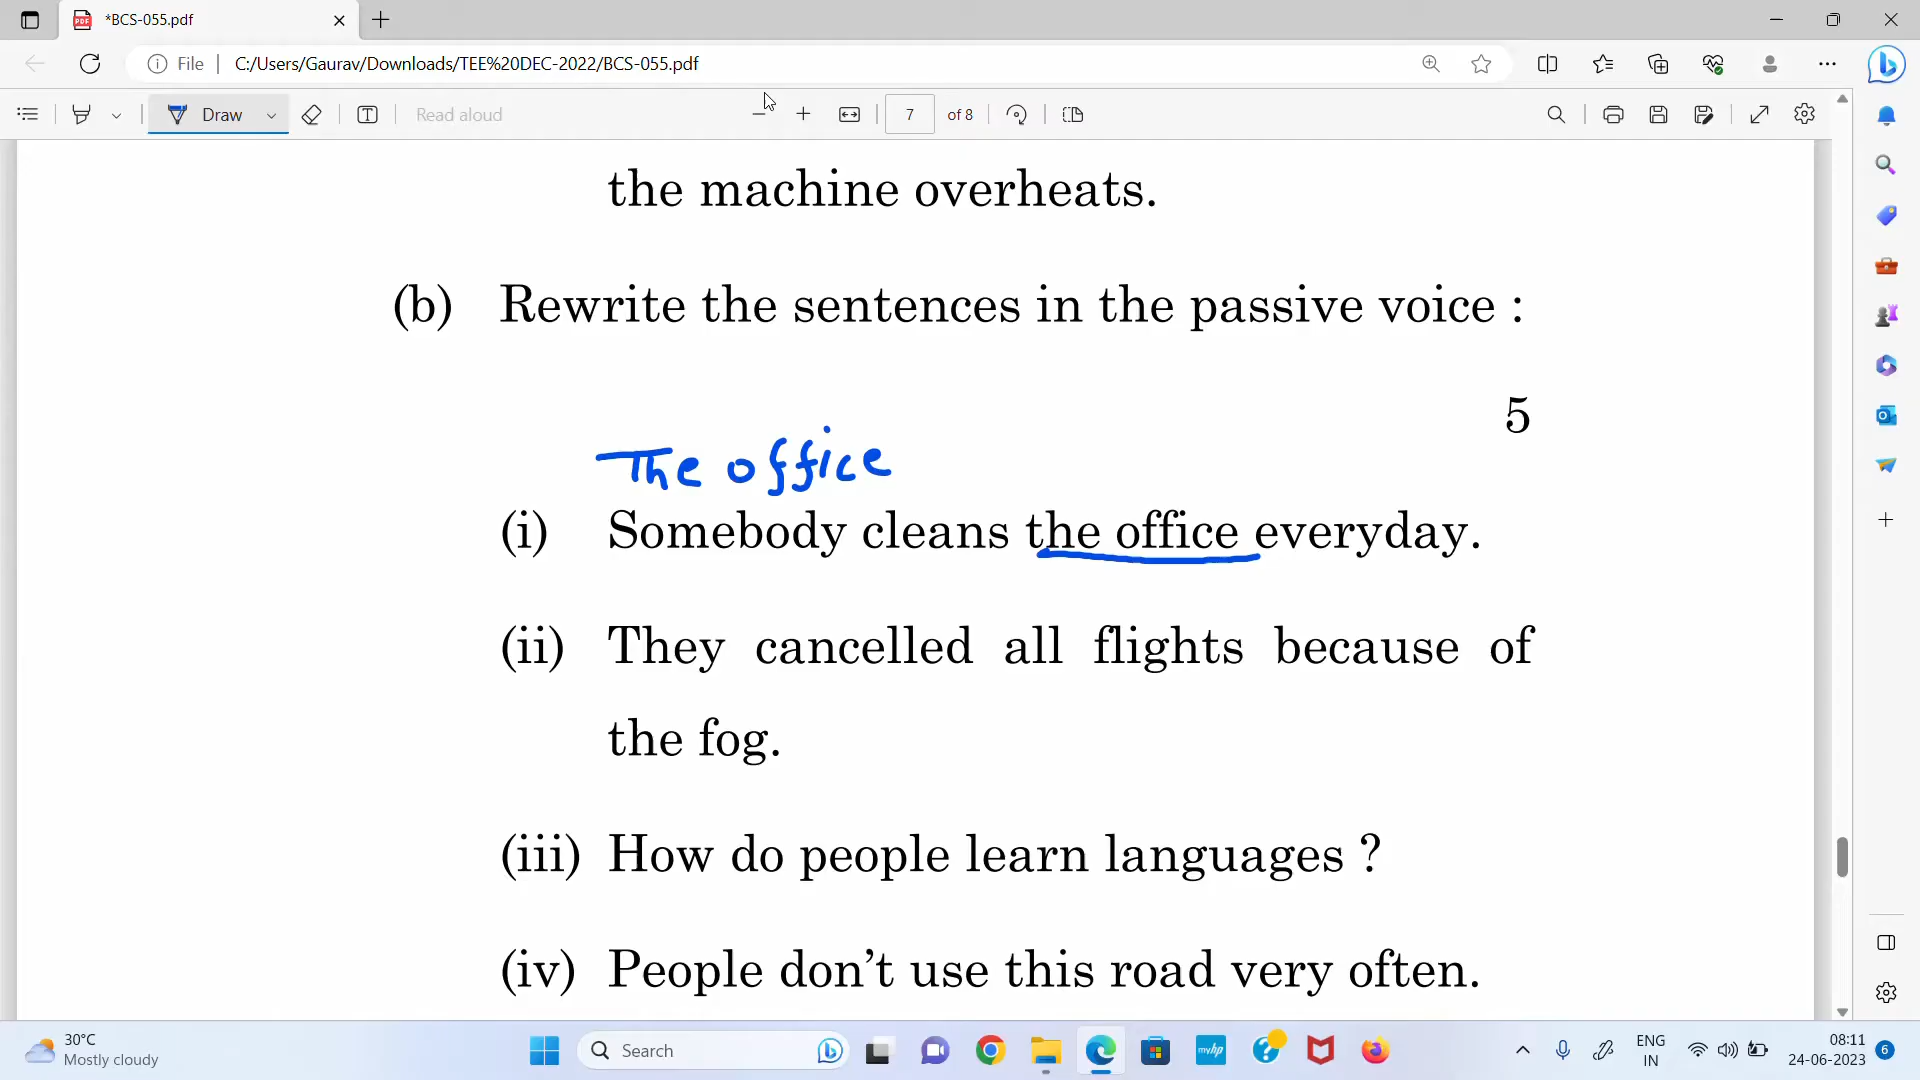 *BCS-055.pdf
File C:/Users/Gaurav/Downloads/TEE%20DEC-2022/BCS-055.pdf
Draw Read aloud 7 of 8
the machine overheats.
(b) Rewrite the sentences in the passive voice :
5
The office
(i) Somebody cleans the office everyday.
(ii) They cancelled all flights because of
the fog.
(iii) How do people learn languages ?
(iv) People don't use this road very often.
30°C
Mostly cloudy
Search
myhp
ENG
IN
08:11
24-06-2023
6